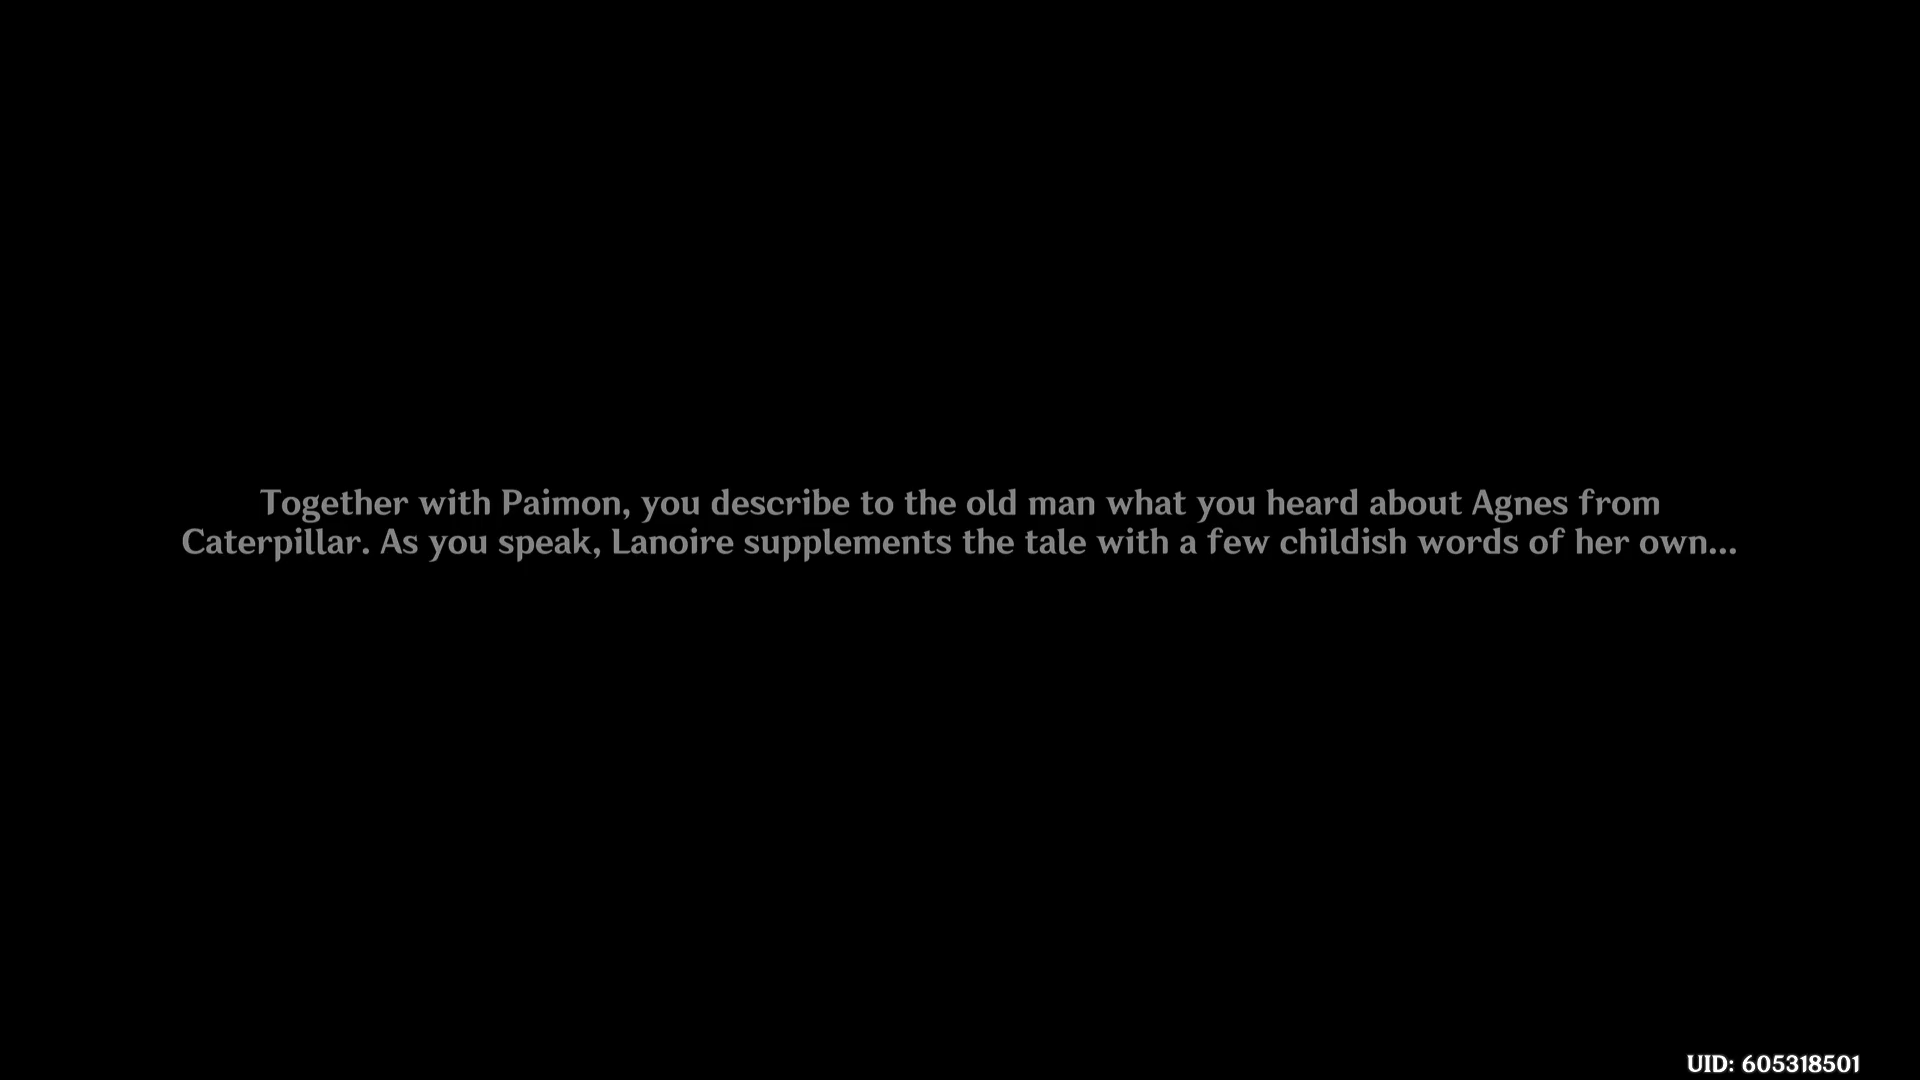 Together with Paimon, you describe to the old man what you heard about Agnes from
Caterpillar. As you speak, Lanoire supplements the tale with a few childish words of her own...
UID: 605318501